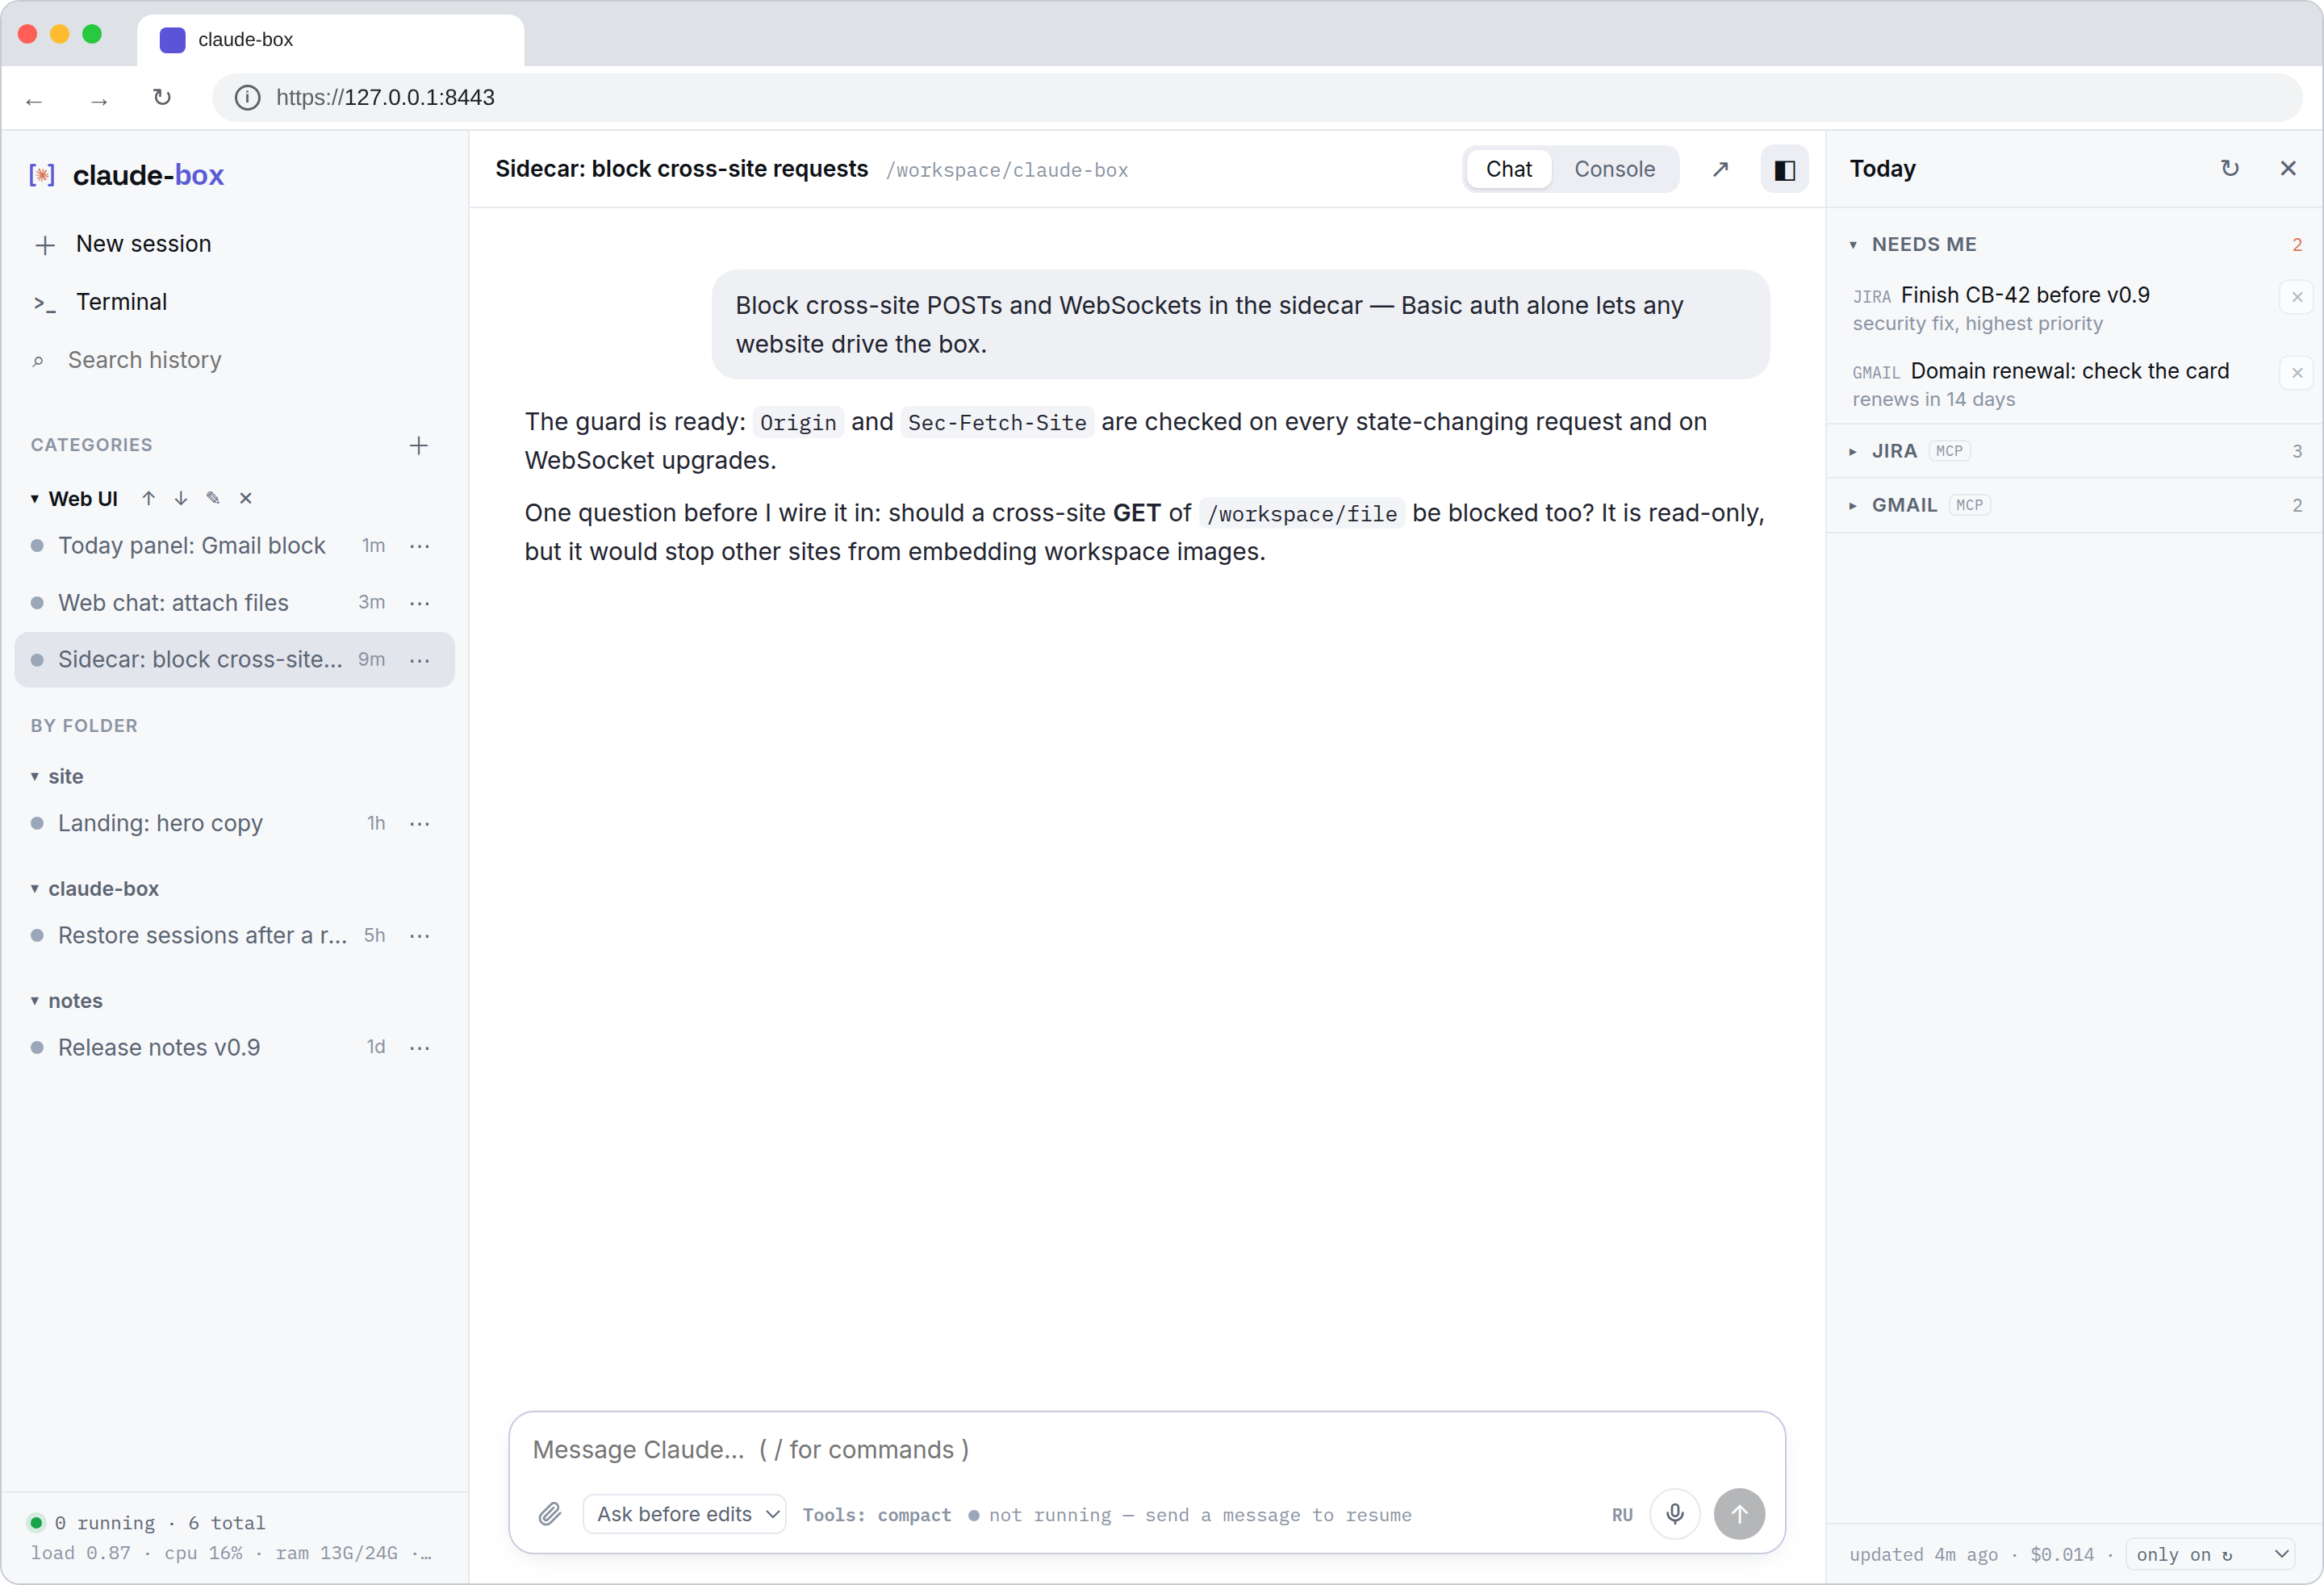 claude-box
https://127.0.0.1:8443
claude-box
New session
>_ Terminal
Search history
CATEGORIES
Web UI
Today panel: Gmail block 1m
Web chat: attach files 3m
Sidecar: block cross-site... 9m
BY FOLDER
site
Landing: hero copy 1h
claude-box
Restore sessions after a r... 5h
notes
Release notes v0.9 1d
0 running · 6 total
load 0.87 · cpu 16% · ram 13G/24G ·…
Sidecar: block cross-site requests /workspace/claude-box
Chat Console
Block cross-site POSTs and WebSockets in the sidecar — Basic auth alone lets any
website drive the box.
The guard is ready: Origin and Sec-Fetch-Site are checked on every state-changing request and on
WebSocket upgrades.
One question before I wire it in: should a cross-site GET of /workspace/file be blocked too? It is read-only,
but it would stop other sites from embedding workspace images.
Message Claude... ( / for commands )
Ask before edits Tools: compact not running — send a message to resume RU
Today
NEEDS ME 2
JIRA Finish CB-42 before v0.9
security fix, highest priority
GMAIL Domain renewal: check the card
renews in 14 days
JIRA MCP 3
GMAIL MCP 2
updated 4m ago · $0.014 · only on ↻